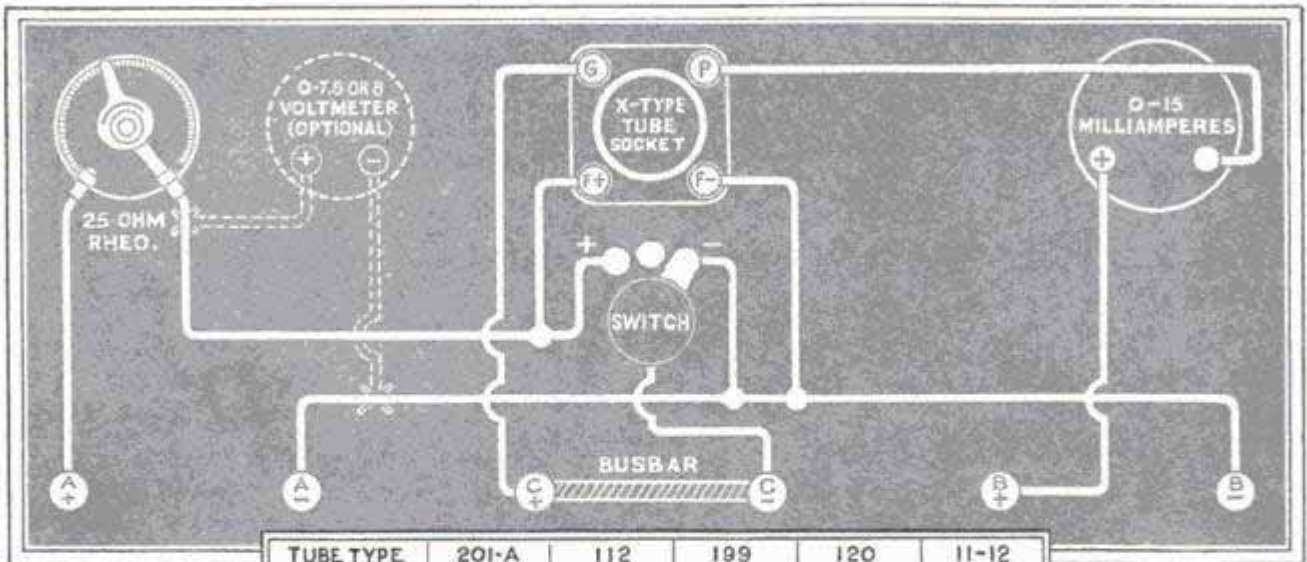 0-7.5 OR 8
VOLTMETER
(OPTIONAL)
+ -
G P
X-TYPE
TUBE
SOCKET
F+ F-
0-15
MILLIAMPERES
+
25 OHM
RHEO.
+ -
SWITCH
BUSBAR
A+ A- C+ C- B+ B-
TUBE TYPE 201-A 112 199 120 11-12